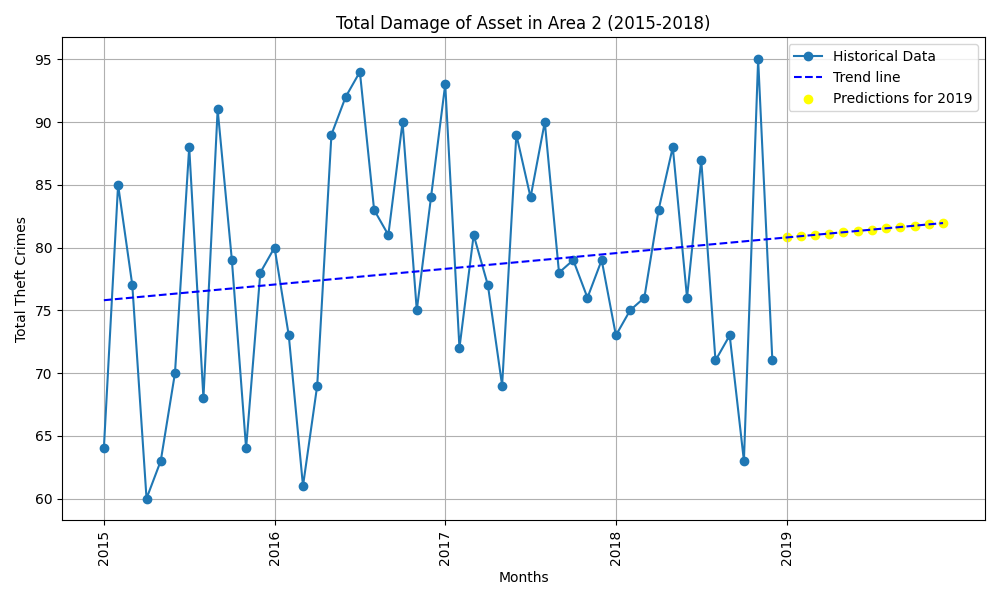 Total Damage of Asset in Area 2 (2015-2018)
Historical Data
Trend line
Predictions for 2019
Total Theft Crimes
95
90
85
80
75
70
65
60
2015
2016
2017
2018
2019
Months